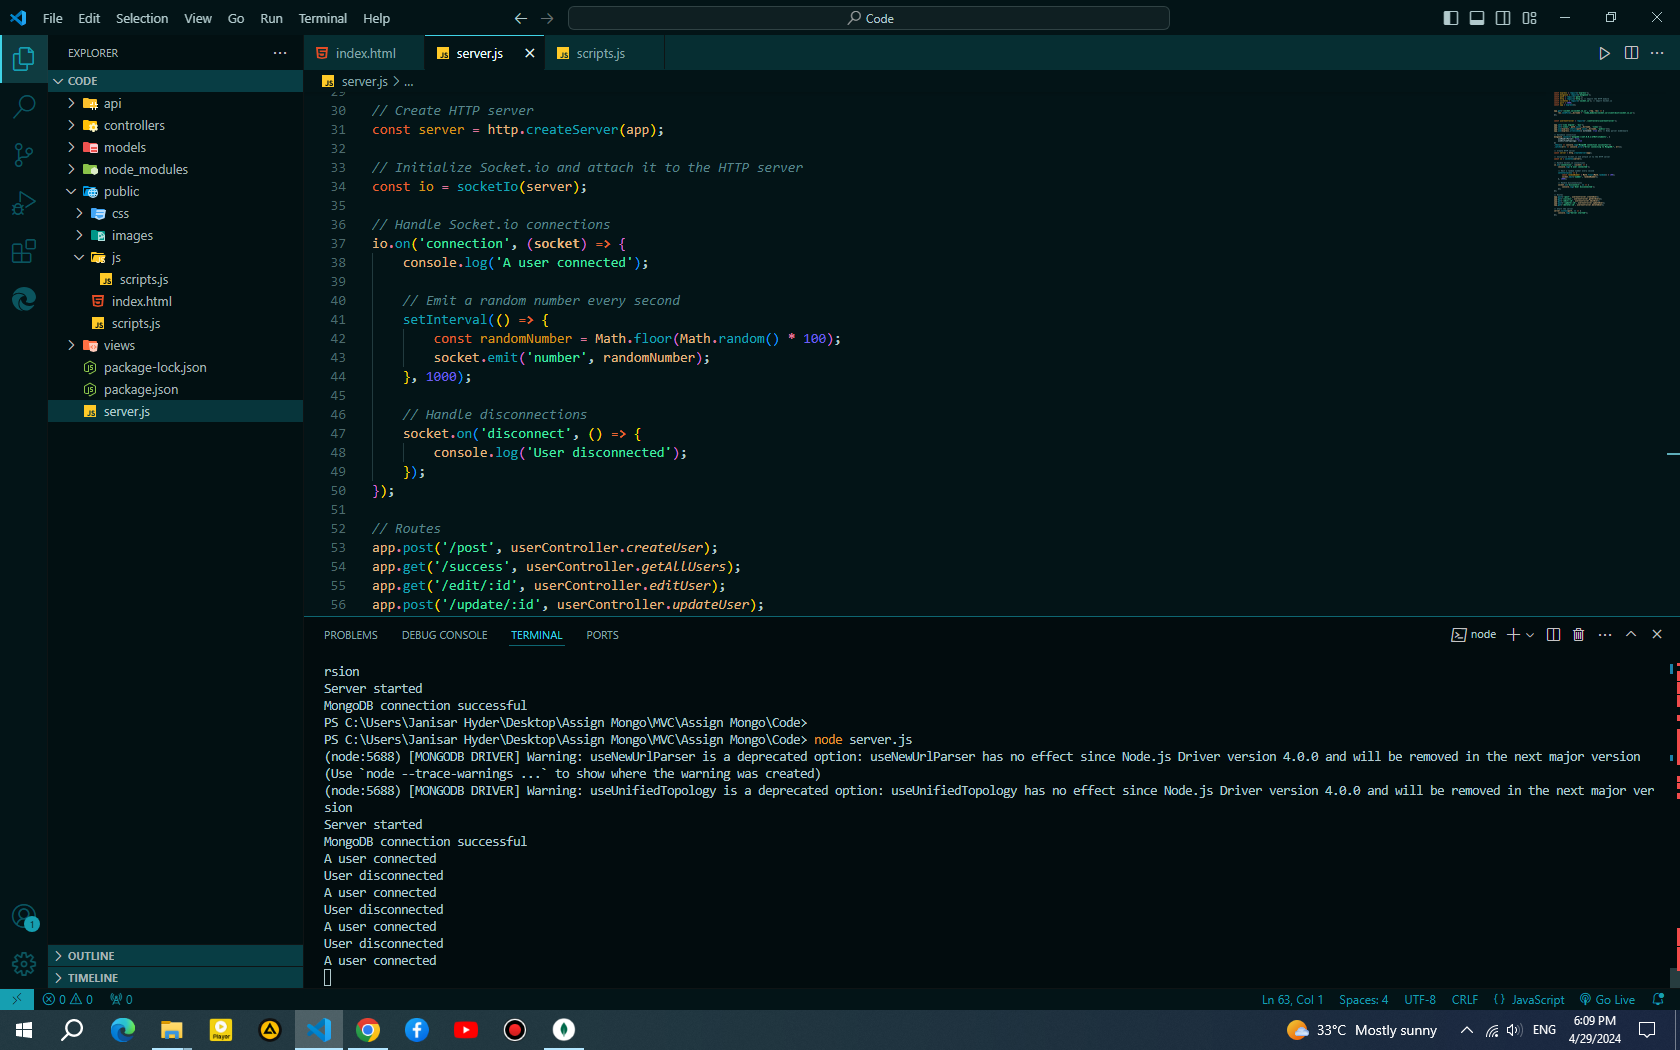 File Edit Selection View Go Run Terminal Help
Code
EXPLORER
CODE
api
controllers
models
node_modules
public
css
images
js
scripts.js
index.html
scripts.js
views
package-lock.json
package.json
server.js
OUTLINE
TIMELINE
index.html server.js scripts.js
server.js > ...
29
30 // Create HTTP server
31 const server = http.createServer(app);
32
33 // Initialize Socket.io and attach it to the HTTP server
34 const io = socketIo(server);
35
36 // Handle Socket.io connections
37 io.on('connection', (socket) => {
38 console.log('A user connected');
39
40 // Emit a random number every second
41 setInterval(() => {
42 const randomNumber = Math.floor(Math.random() * 100);
43 socket.emit('number', randomNumber);
44 }, 1000);
45
46 // Handle disconnections
47 socket.on('disconnect', () => {
48 console.log('User disconnected');
49 });
50 });
51
52 // Routes
53 app.post('/post', userController.createUser);
54 app.get('/success', userController.getAllUsers);
55 app.get('/edit/:id', userController.editUser);
56 app.post('/update/:id', userController.updateUser);
PROBLEMS DEBUG CONSOLE TERMINAL PORTS
node
rsion
Server started
MongoDB connection successful
PS C:\Users\Janisar Hyder\Desktop\Assign Mongo\MVC\Assign Mongo\Code>
PS C:\Users\Janisar Hyder\Desktop\Assign Mongo\MVC\Assign Mongo\Code> node server.js
(node:5688) [MONGODB DRIVER] Warning: useNewUrlParser is a deprecated option: useNewUrlParser has no effect since Node.js Driver version 4.0.0 and will be removed in the next major version
(Use `node --trace-warnings ...` to show where the warning was created)
(node:5688) [MONGODB DRIVER] Warning: useUnifiedTopology is a deprecated option: useUnifiedTopology has no effect since Node.js Driver version 4.0.0 and will be removed in the next major ver
sion
Server started
MongoDB connection successful
A user connected
User disconnected
A user connected
User disconnected
A user connected
User disconnected
A user connected
1
0 0 0
Ln 63, Col 1 Spaces: 4 UTF-8 CRLF {} JavaScript Go Live
Player
33°C Mostly sunny
ENG
6:09 PM
4/29/2024